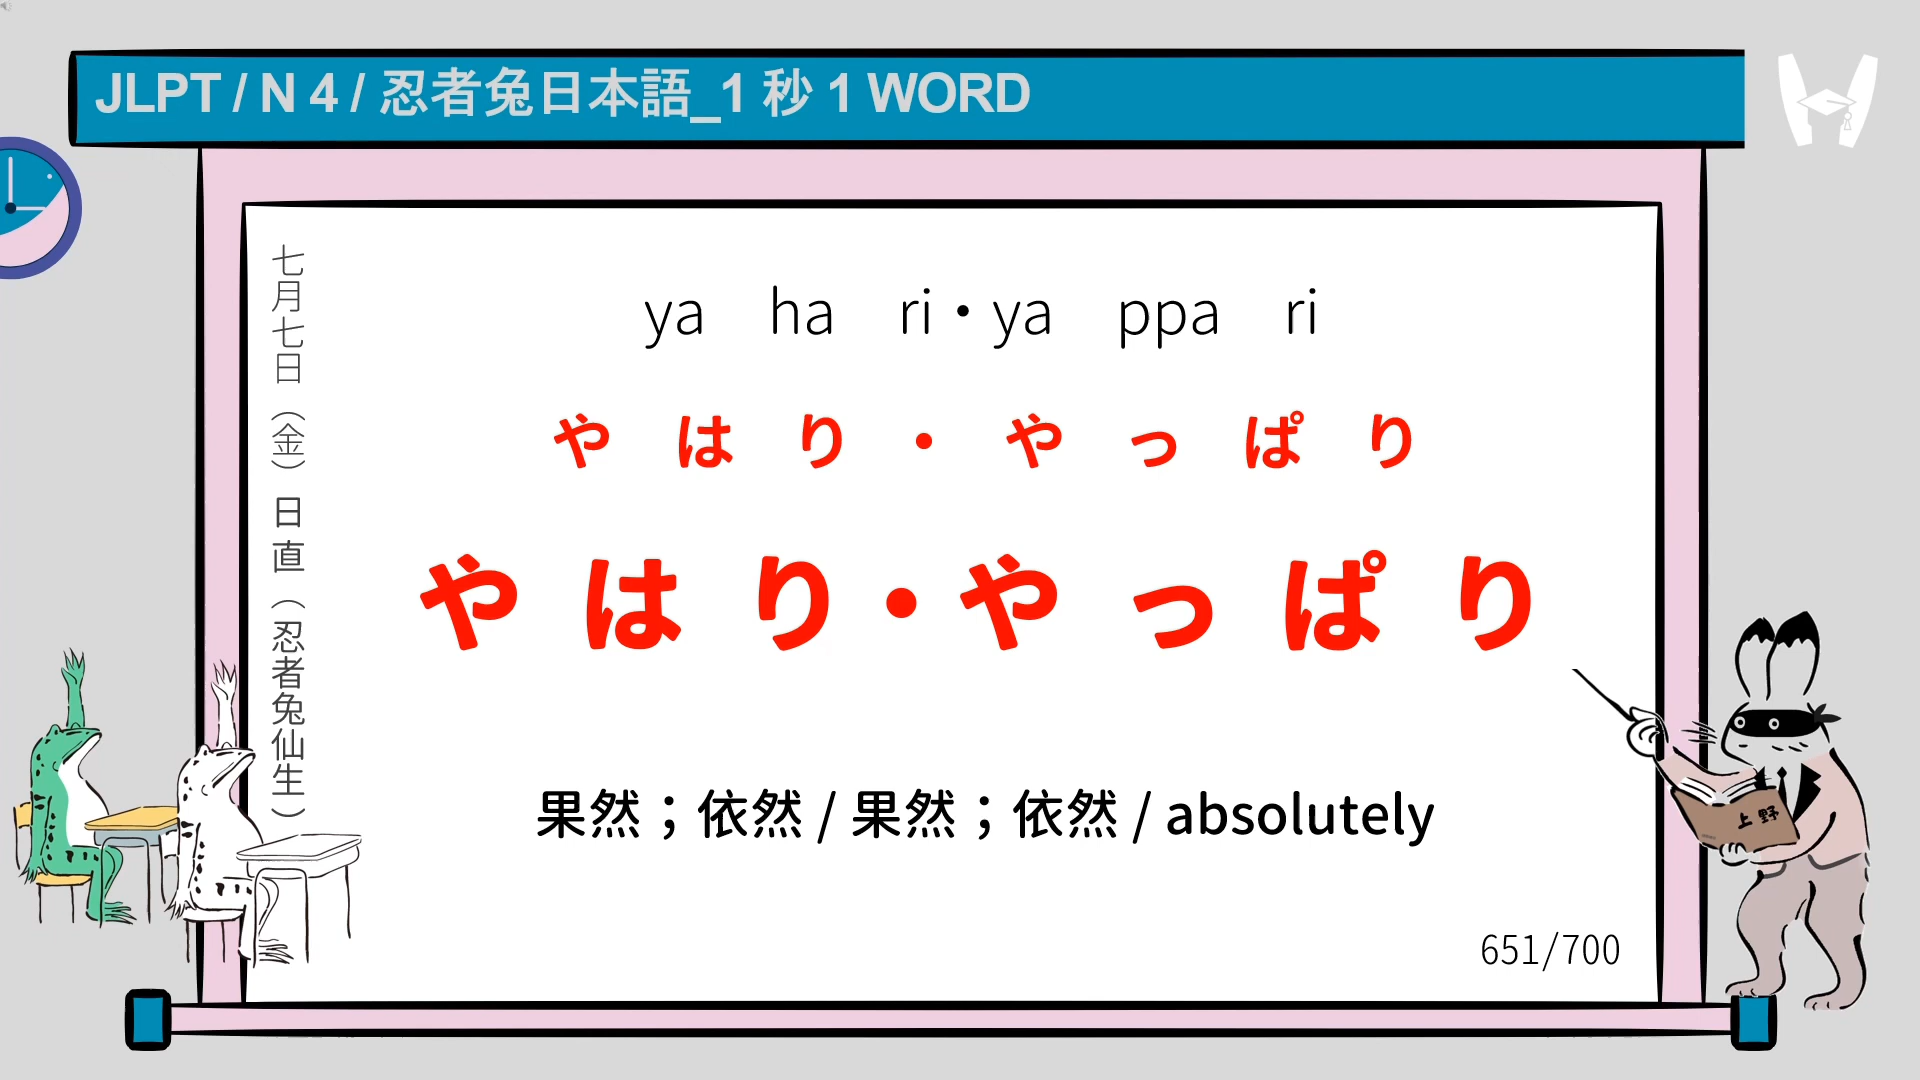 JLPT / N 4 / 忍者兔日本語_1 秒 1 WORD
七月七日（金）日直（忍者兔仙生）
ya ha ri・ya ppa ri
やはり・やっぱり
やはり・やっぱり
果然；依然 / 果然；依然 / absolutely
上野
651/700